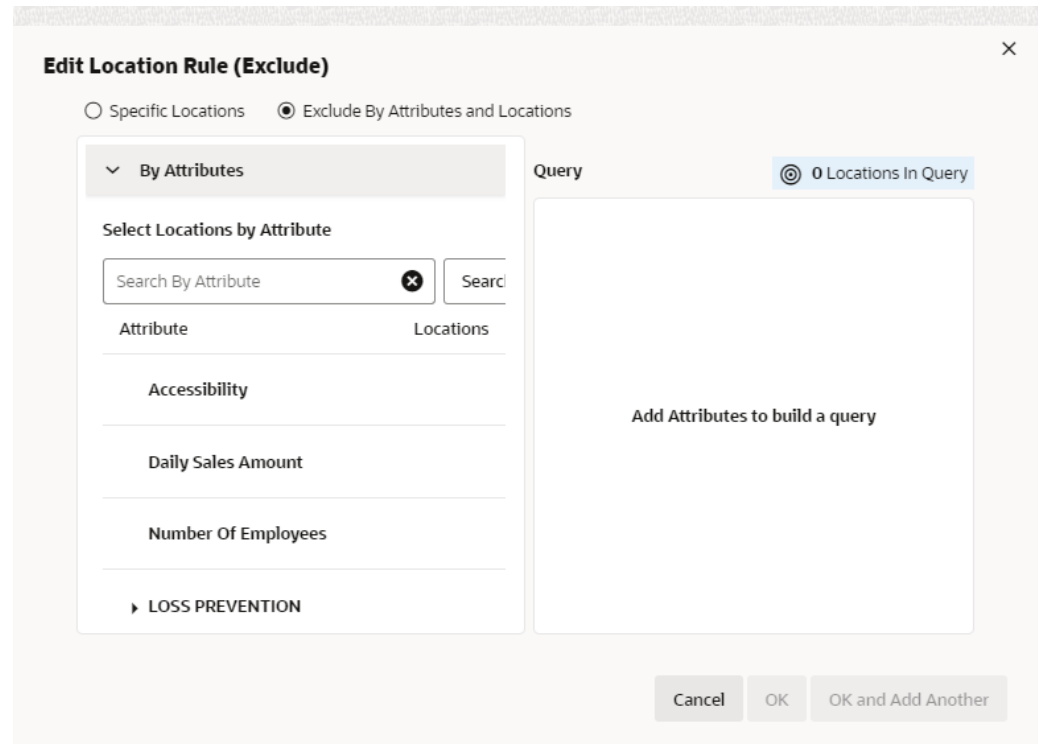 Edit Location Rule (Exclude)
Specific Locations Exclude By Attributes and Locations
By Attributes
Query
0 Locations In Query
Select Locations by Attribute
Search By Attribute
Searc
Attribute Locations
Accessibility
Daily Sales Amount
Number Of Employees
LOSS PREVENTION
Add Attributes to build a query
Cancel OK OK and Add Another